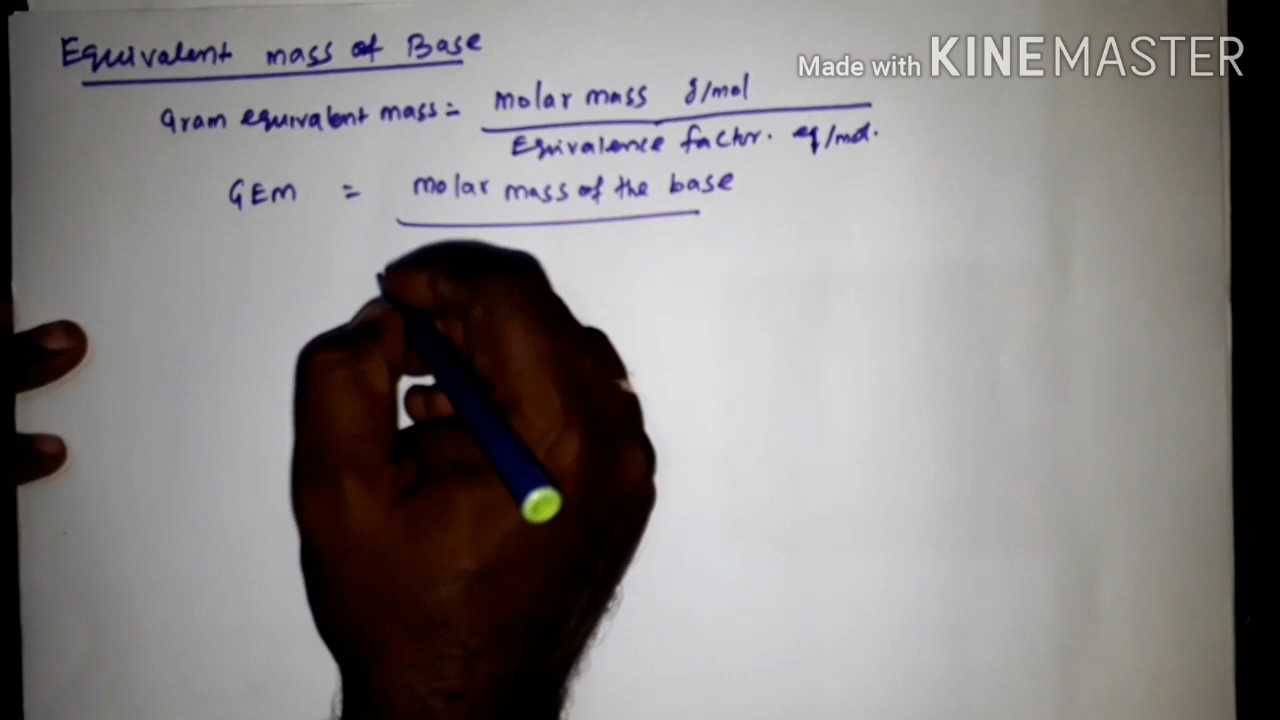 Equivalent mass of Base
Made with KINEMASTER
Gram equivalent mass = molar mass g/mol
Equivalence factor. eq/mol.
GEM = molar mass of the base